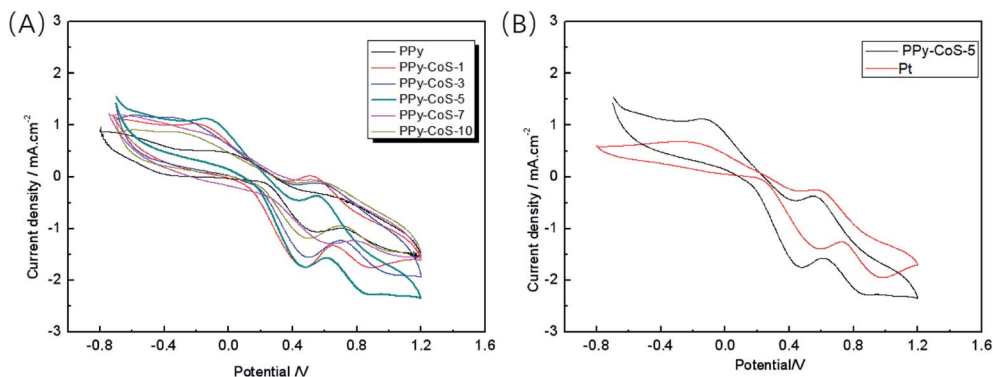 (A)
3
2
1
0
-1
-2
-3
Current density / mA.cm⁻²
-0.8 -0.4 0.0 0.4 0.8 1.2 1.6
Potential /V
PPy
PPy-CoS-1
PPy-CoS-3
PPy-CoS-5
PPy-CoS-7
PPy-CoS-10
(B)
3
2
1
0
-1
-2
-3
Current density / mA.cm⁻²
-0.8 -0.4 0.0 0.4 0.8 1.2 1.6
Potential/V
PPy-CoS-5
Pt